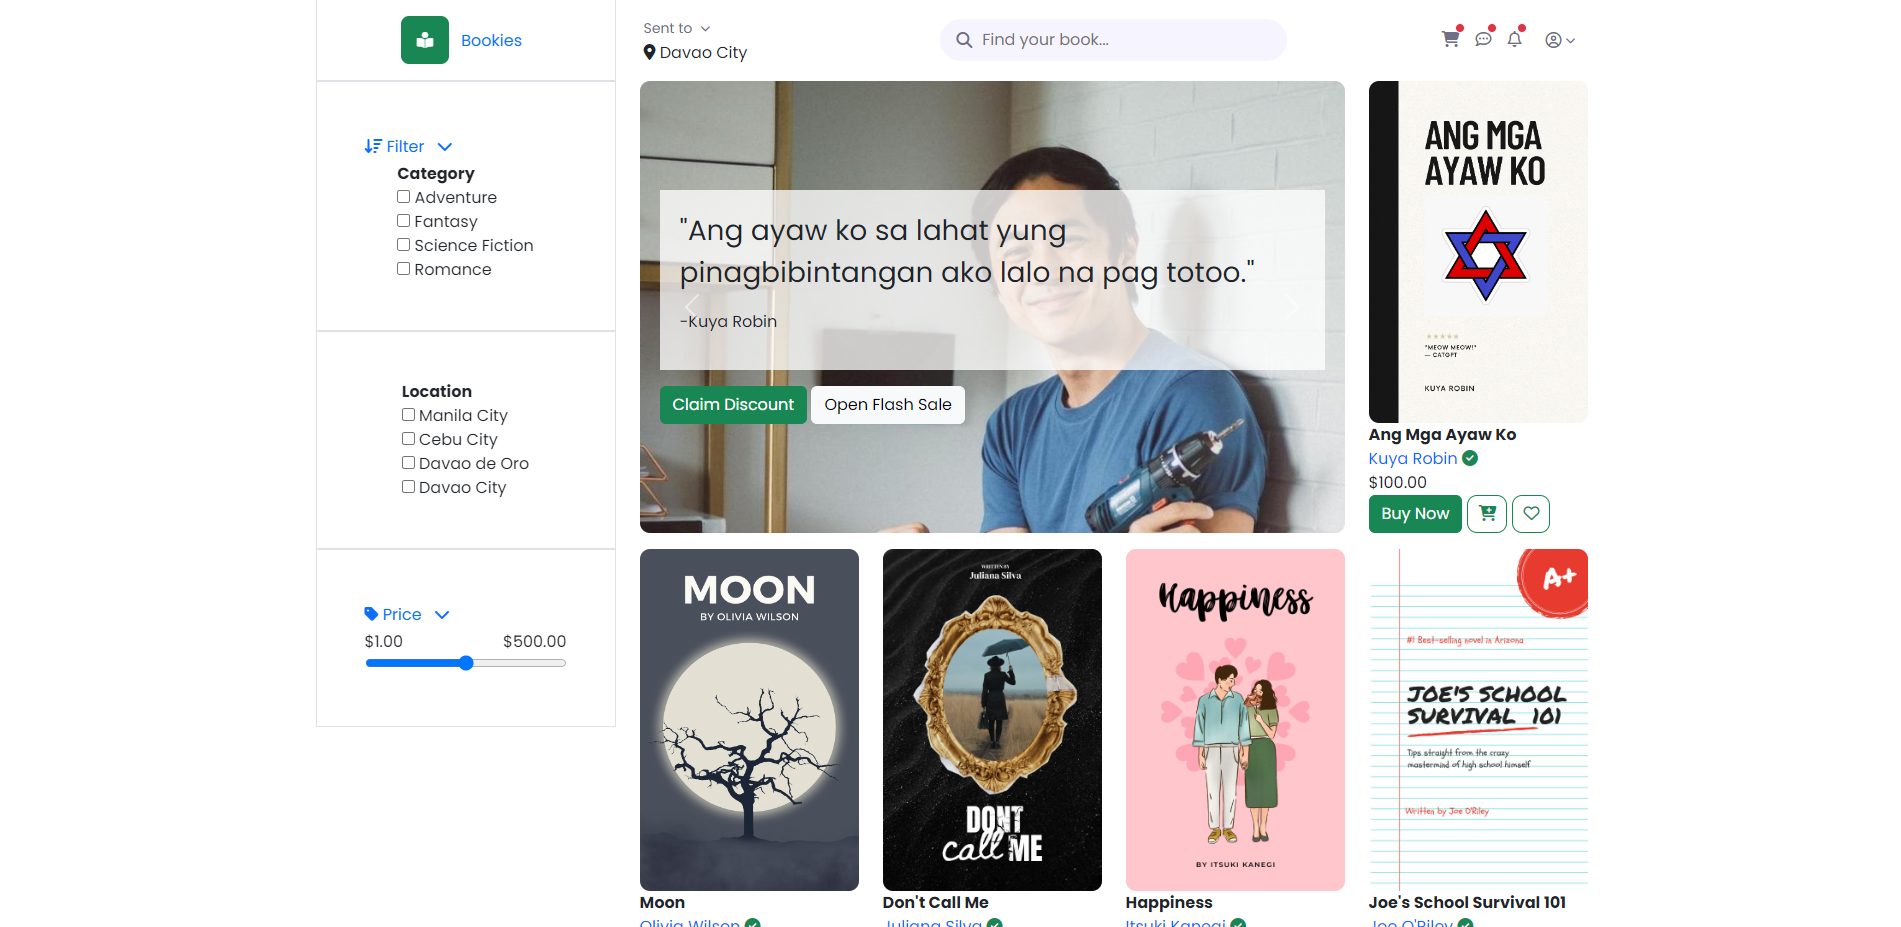 Bookies
Sent to
Davao City
Find your book...
Filter
Category
Adventure
Fantasy
Science Fiction
Romance
Location
Manila City
Cebu City
Davao de Oro
Davao City
Price
$1.00 $500.00
"Ang ayaw ko sa lahat yung
pinagbibintangan ako lalo na pag totoo."
-Kuya Robin
Claim Discount Open Flash Sale
ANG MGA
AYAW KO
"MEOW MEOW!"
— CATGPT
KUYA ROBIN
Ang Mga Ayaw Ko
Kuya Robin
$100.00
Buy Now
MOON
BY OLIVIA WILSON
Moon
Olivia Wilson
WRITTEN BY
Juliana Silva
DONT
call ME
Don't Call Me
Juliana Silva
Happiness
BY ITSUKI KANEGI
Happiness
Itsuki Kanegi
A+
#1 Best-selling novel in Arizona
JOE'S SCHOOL
SURVIVAL 101
Tips straight from the crazy
mastermind of high school himself
Written by Joe O'Riley
Joe's School Survival 101
Joe O'Riley